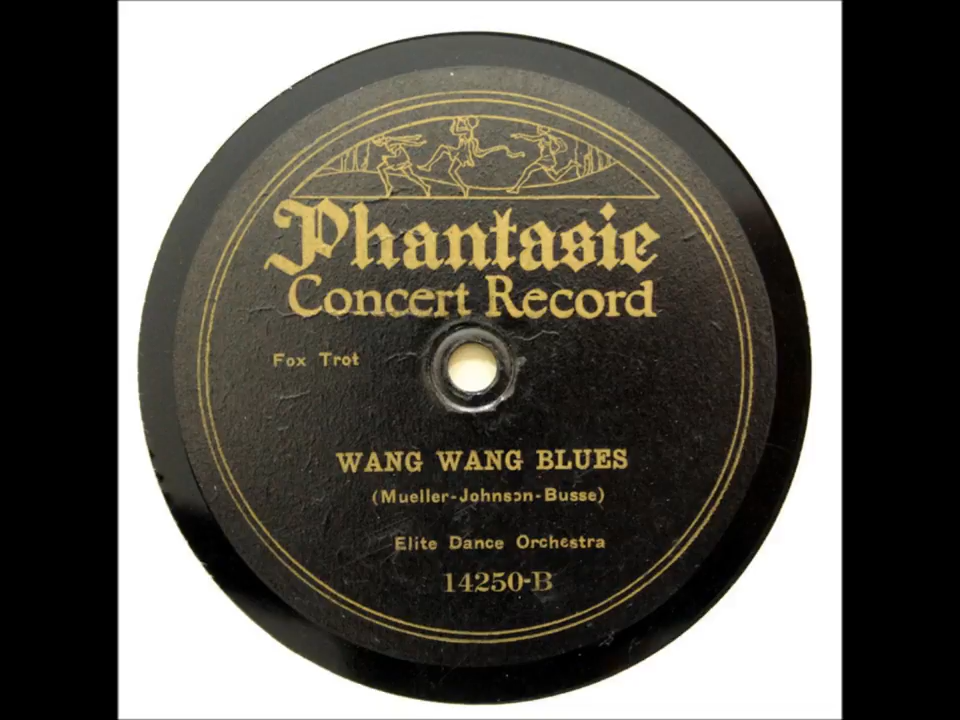 Phantasie
Concert Record
Fox Trot
WANG WANG BLUES
(Mueller-Johnson-Busse)
Elite Dance Orchestra
14250-B